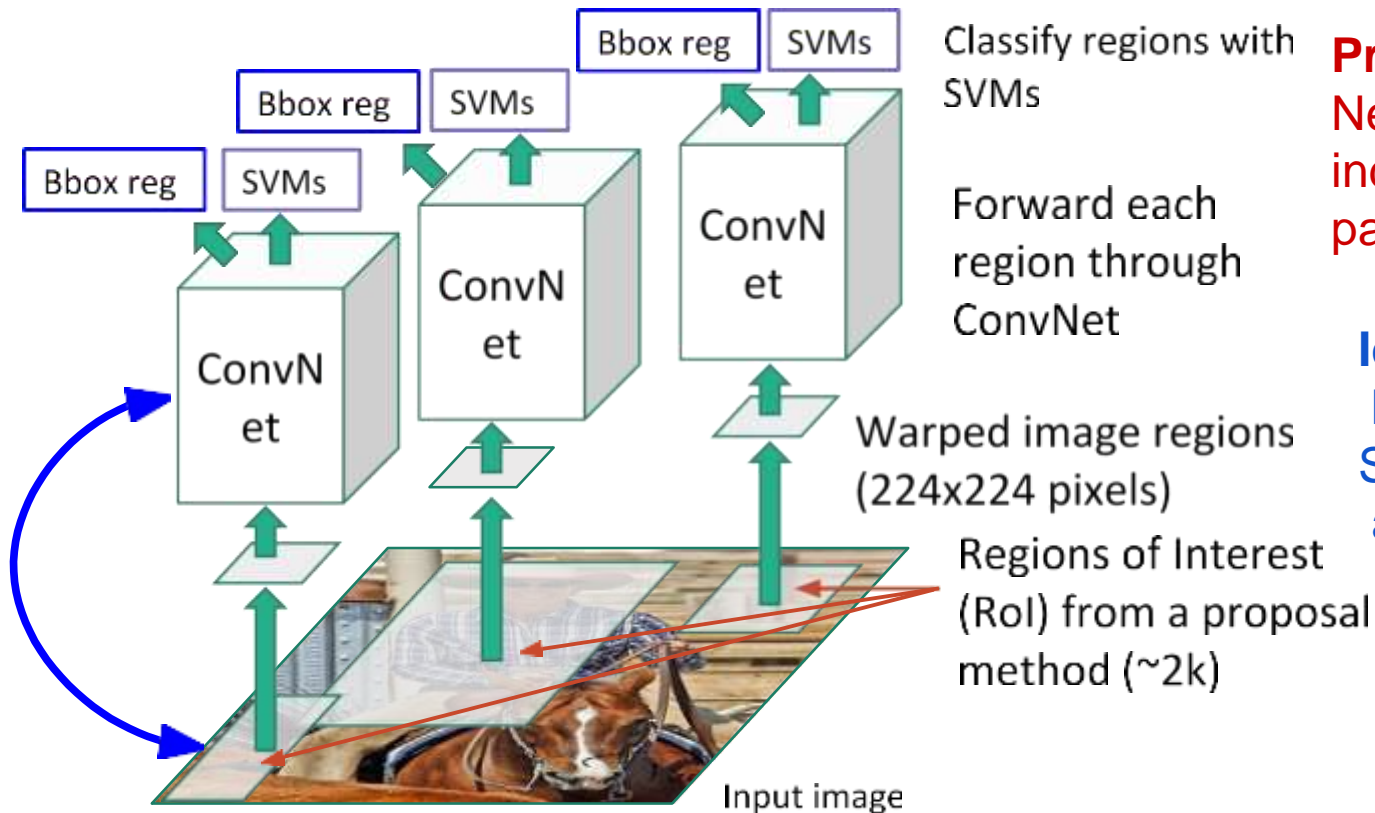 Bbox reg
SVMs
Classify regions with
SVMs
Bbox reg
SVMs
Bbox reg
SVMs
ConvN
et
Forward each
region through
ConvNet
ConvN
et
ConvN
et
Warped image regions
(224x224 pixels)
Regions of Interest
(RoI) from a proposal
method (~2k)
Input image